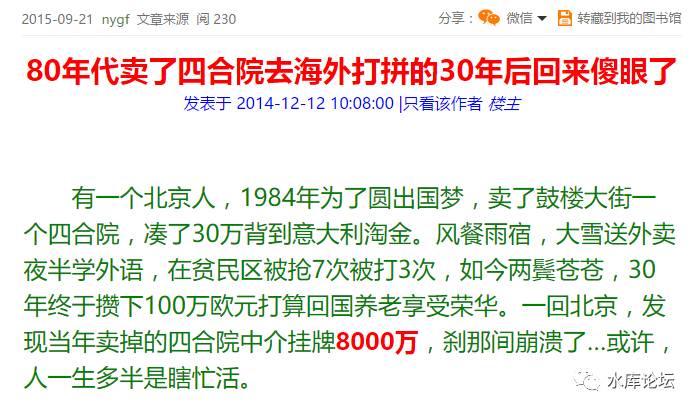 2015-09-21 nygf 文章来源 阅 230 分享： 微信 转藏到我的图书馆
80年代卖了四合院去海外打拼的30年后回来傻眼了
发表于 2014-12-12 10:08:00 |只看该作者 楼主
有一个北京人，1984年为了圆出国梦，卖了鼓楼大街一
个四合院，凑了30万背到意大利淘金。风餐雨宿，大雪送外卖
夜半学外语，在贫民区被抢7次被打3次，如今两鬓苍苍，30
年终于攒下100万欧元打算回国养老享受荣华。一回北京，发
现当年卖掉的四合院中介挂牌8000万，刹那间崩溃了...或许，
人一生多半是瞎忙活。
水库论坛